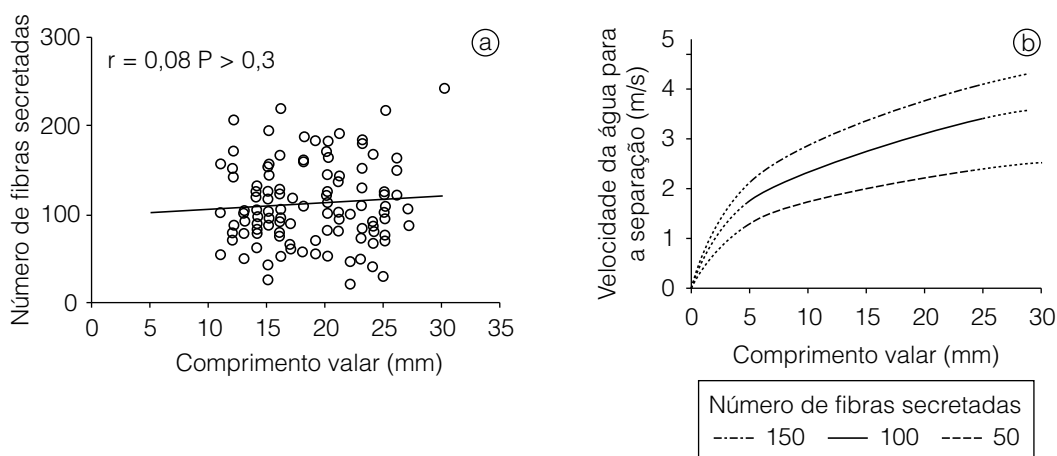 a
r = 0,08 P > 0,3
Número de fibras secretadas
300
200
100
0
0 5 10 15 20 25 30 35
Comprimento valar (mm)
b
Velocidade da água para
a separação (m/s)
5
4
3
2
1
0
0 5 10 15 20 25 30
Comprimento valar (mm)
Número de fibras secretadas
150 100 50